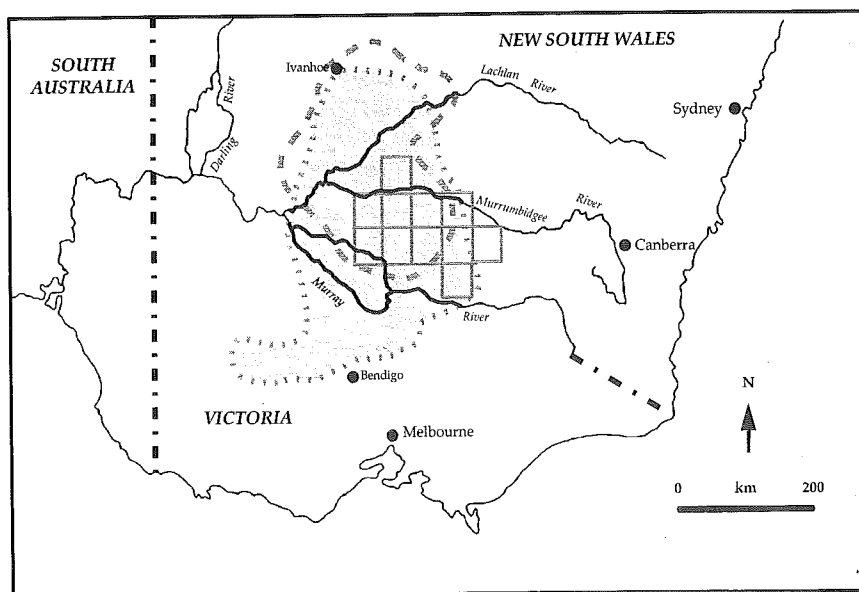 NEW SOUTH WALES
SOUTH
AUSTRALIA
Ivanhoe
River
Darling
Lachlan
River
Sydney
Murrumbidgee
River
Canberra
Murray
River
Bendigo
VICTORIA
Melbourne
N
0 km 200